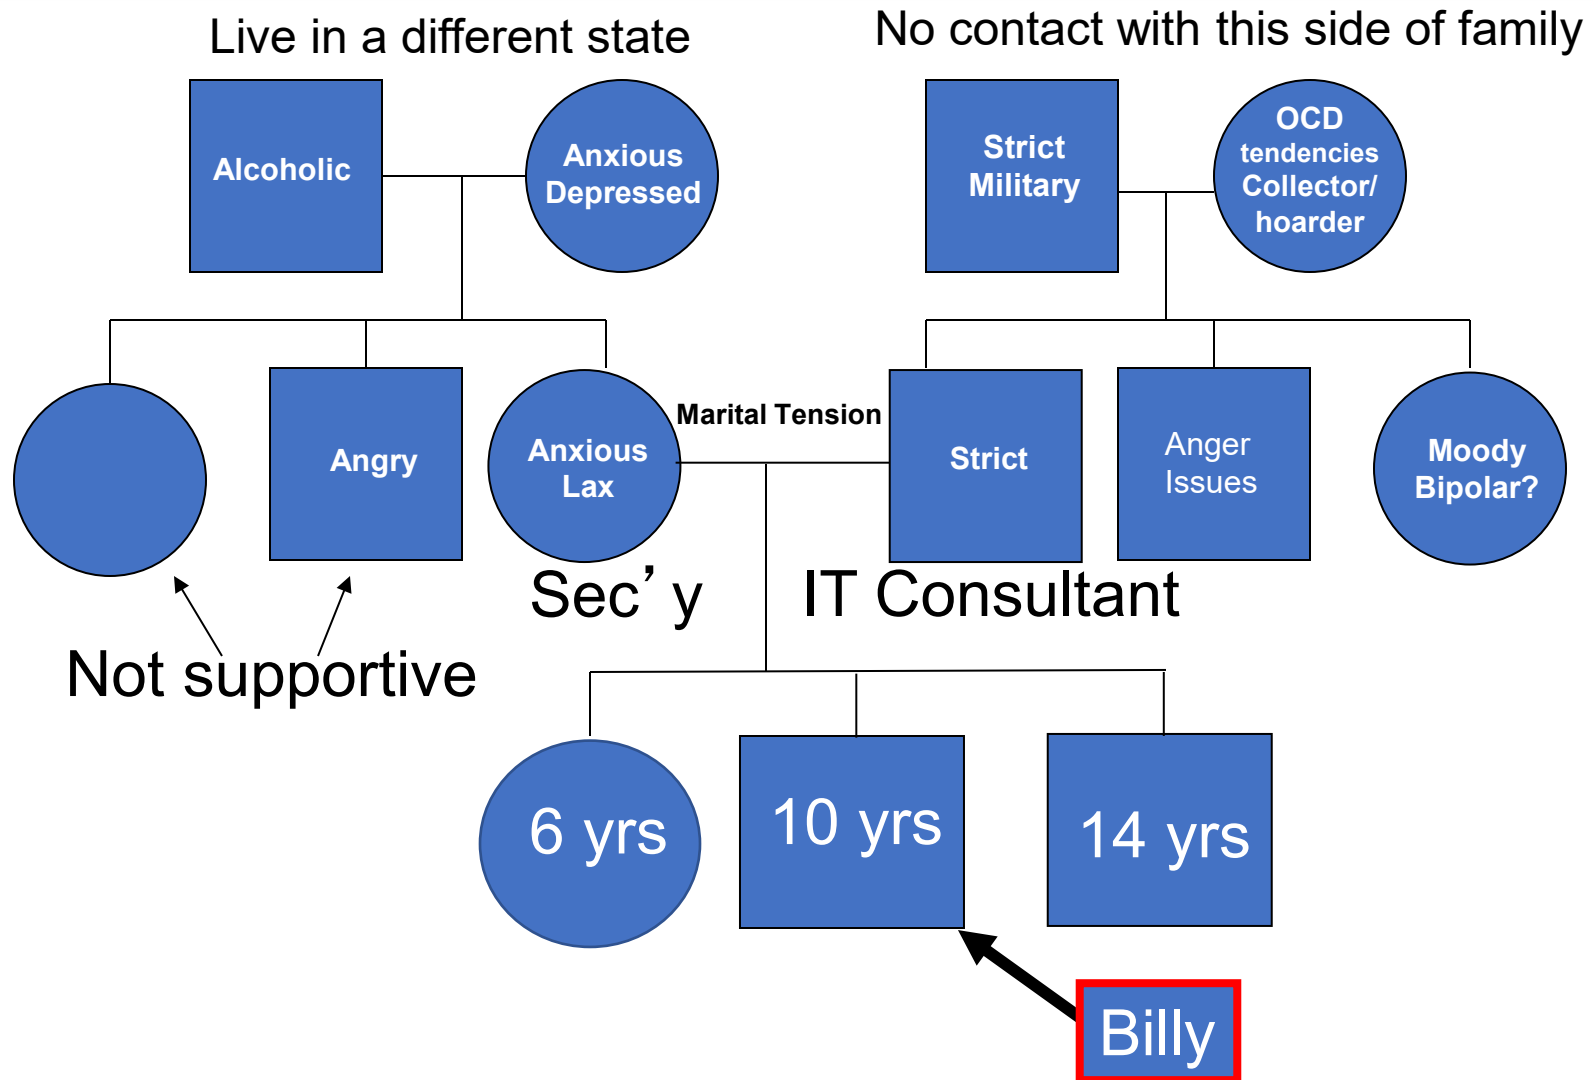 Live in a different state
No contact with this side of family
Alcoholic
Anxious
Depressed
Strict
Military
OCD
tendencies
Collector/
hoarder
Angry
Anxious
Lax
Marital Tension
Strict
Anger
Issues
Moody
Bipolar?
Sec’ y
IT Consultant
Not supportive
6 yrs
10 yrs
14 yrs
Billy